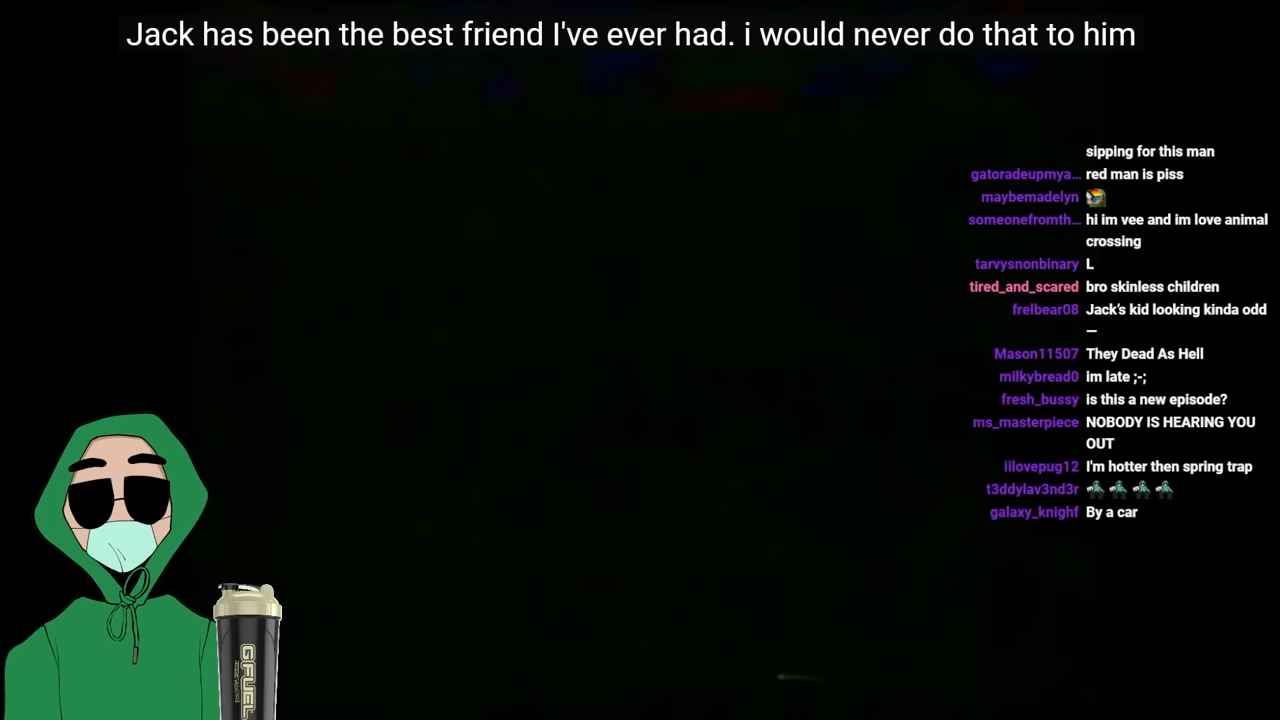 Jack has been the best friend I've ever had. i would never do that to him
sipping for this man
gatoradeupmya... red man is piss
maybemadelyn
someonefromth... hi im vee and im love animal
crossing
tarvysnonbinary L
tired_and_scared bro skinless children
frelbear08 Jack's kid looking kinda odd
—
Mason11507 They Dead As Hell
milkybread0 im late ;-;
fresh_bussy is this a new episode?
ms_masterpiece NOBODY IS HEARING YOU
OUT
iilovepug12 I'm hotter then spring trap
t3ddylav3nd3r
galaxy_knighf By a car
GFUEL